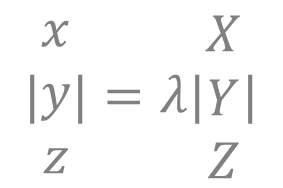 x X
|y| = λ|Y|
z Z